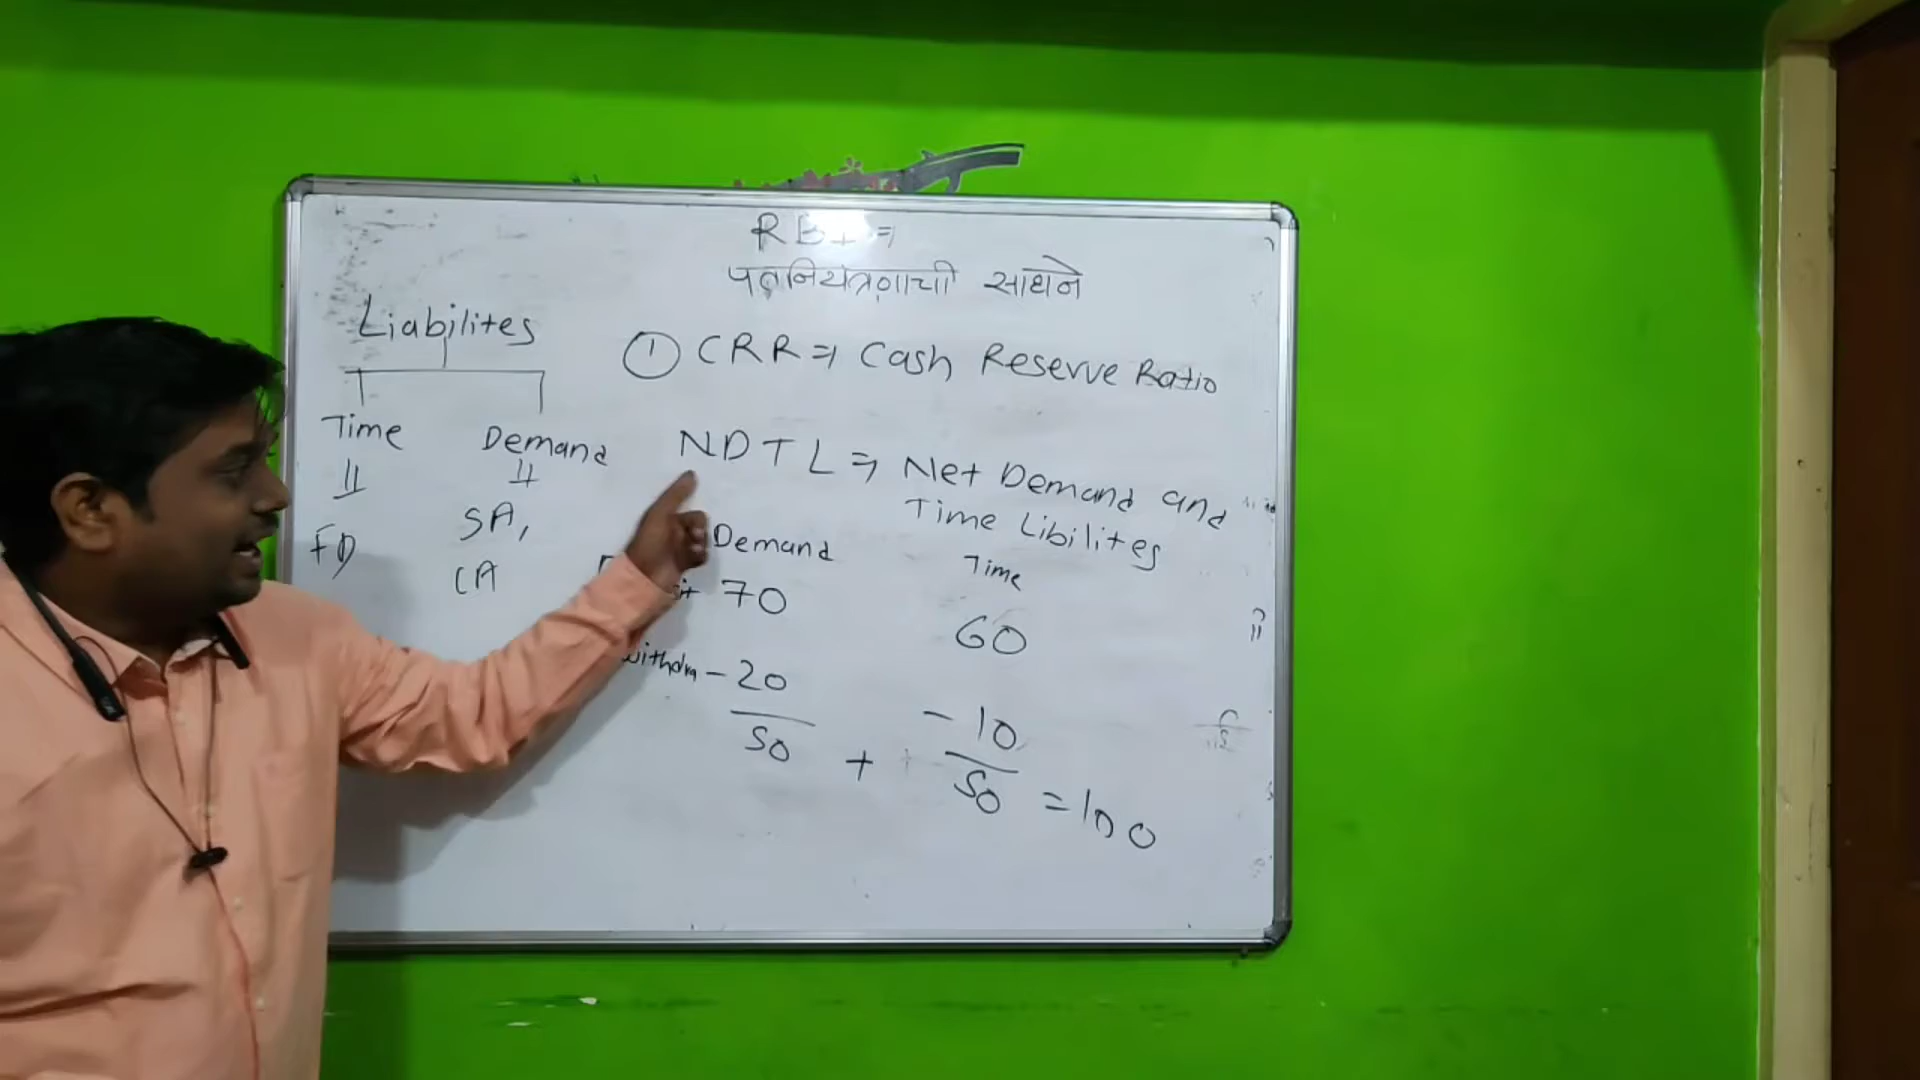 RBI ⇒
पतनियंत्रणाची साधने
Liabilites
Time Demand
FD
SA,
CA
① CRR ⇒ Cash Reserve Ratio
NDTL ⇒ Net Demand and
Time Libilites
Demand Time
70 60
withdra - 20 - 10
50 + 50 = 100